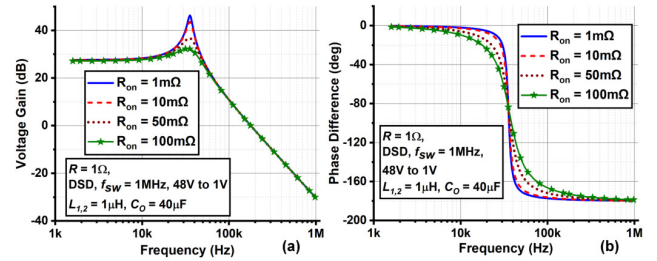 Voltage Gain (dB)
40
20
0
-20
-40
R_on = 1mΩ
R_on = 10mΩ
R_on = 50mΩ
R_on = 100mΩ
R = 1Ω,
DSD, f_SW = 1MHz,
48V to 1V
L_1,2 = 1µH, C_O = 40µF
1k 10k 100k 1M
Frequency (Hz) (a)
Phase Difference (deg)
0
-40
-80
-120
-160
-200
R_on = 1mΩ
R_on = 10mΩ
R_on = 50mΩ
R_on = 100mΩ
R = 1Ω,
DSD, f_SW = 1MHz,
48V to 1V
L_1,2 = 1µH, C_O = 40µF
1k 10k 100k 1M
Frequency (Hz) (b)